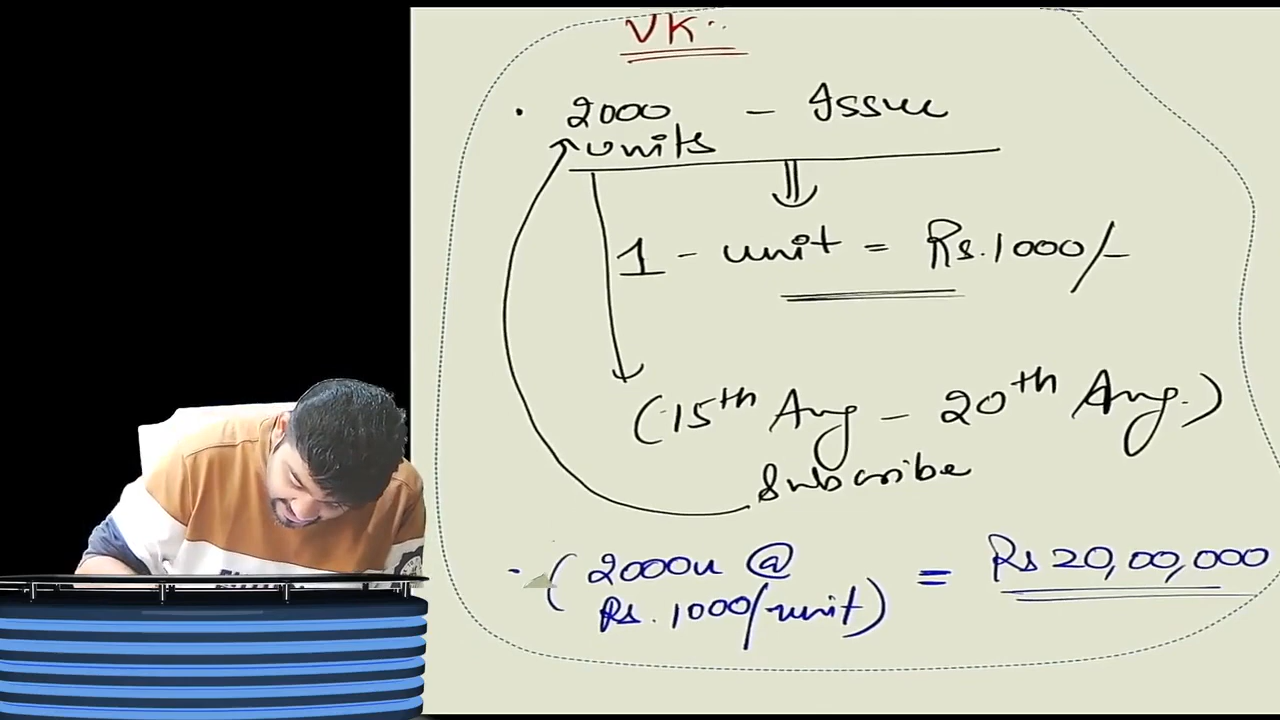 VK:
· 2000 units – Issue
1 – unit = Rs.1000/–
(15th Aug – 20th Aug.)
Subscribe
· (2000u @ Rs. 1000/unit) = Rs 20,00,000